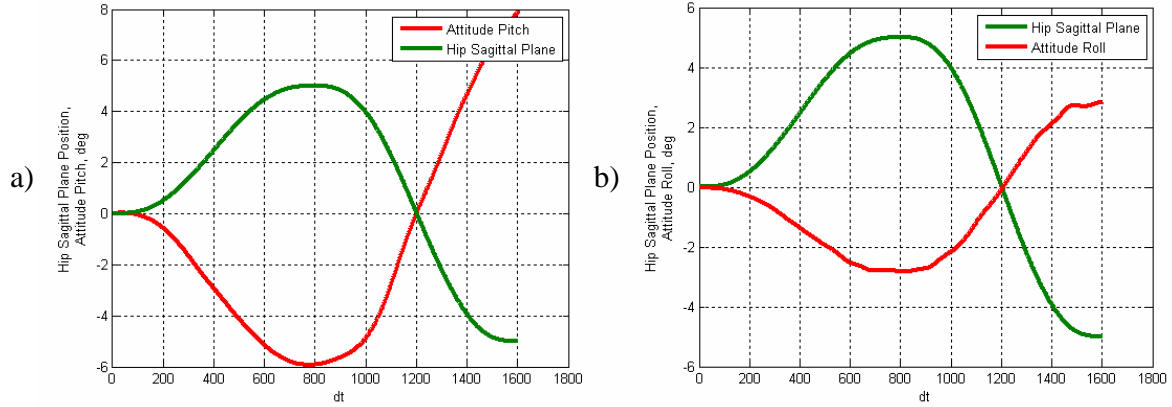 a)
8
6
4
2
0
-2
-4
-6
0 200 400 600 800 1000 1200 1400 1600 1800
dt
Hip Sagittal Plane Position,
Attitude Pitch, deg
Attitude Pitch
Hip Sagittal Plane
b)
6
4
2
0
-2
-4
-6
0 200 400 600 800 1000 1200 1400 1600 1800
dt
Hip Sagittal Plane Position,
Attitude Roll, deg
Hip Sagittal Plane
Attitude Roll